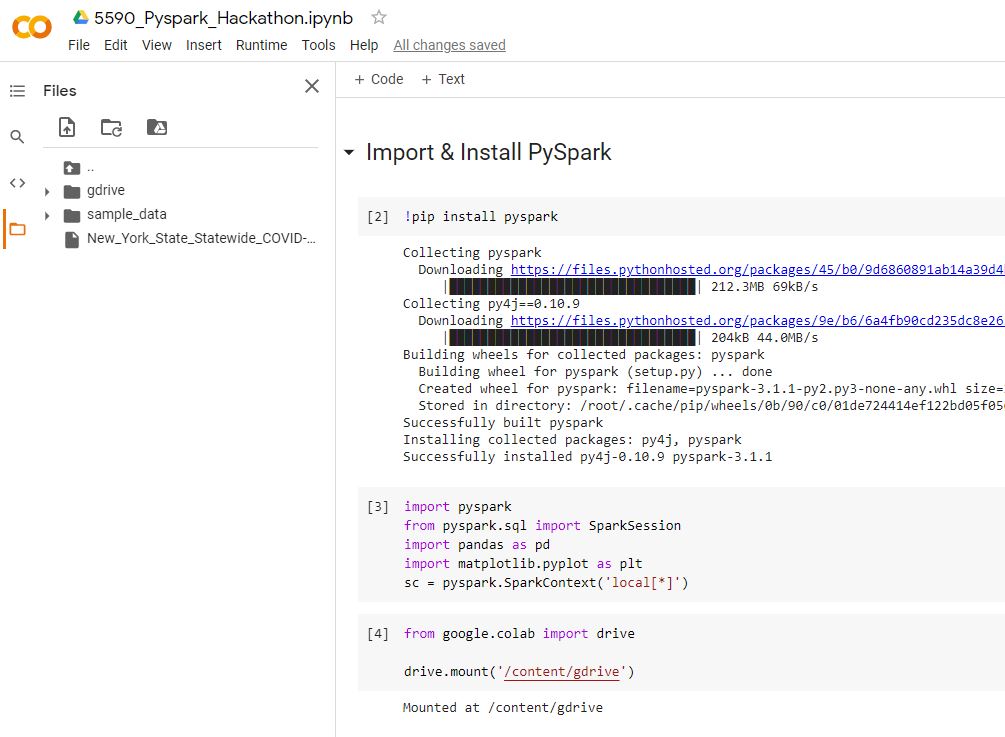 5590_Pyspark_Hackathon.ipynb
File Edit View Insert Runtime Tools Help All changes saved
Files
..
gdrive
sample_data
New_York_State_Statewide_COVID-...
+ Code + Text
Import & Install PySpark
[2] !pip install pyspark
Collecting pyspark
Downloading https://files.pythonhosted.org/packages/45/b0/9d6860891ab14a39d4
212.3MB 69kB/s
Collecting py4j==0.10.9
Downloading https://files.pythonhosted.org/packages/9e/b6/6a4fb90cd235dc8e26
204kB 44.0MB/s
Building wheels for collected packages: pyspark
Building wheel for pyspark (setup.py) ... done
Created wheel for pyspark: filename=pyspark-3.1.1-py2.py3-none-any.whl size=
Stored in directory: /root/.cache/pip/wheels/0b/90/c0/01de724414ef122bd05f05
Successfully built pyspark
Installing collected packages: py4j, pyspark
Successfully installed py4j-0.10.9 pyspark-3.1.1
[3] import pyspark
from pyspark.sql import SparkSession
import pandas as pd
import matplotlib.pyplot as plt
sc = pyspark.SparkContext('local[*]')
[4] from google.colab import drive
drive.mount('/content/gdrive')
Mounted at /content/gdrive